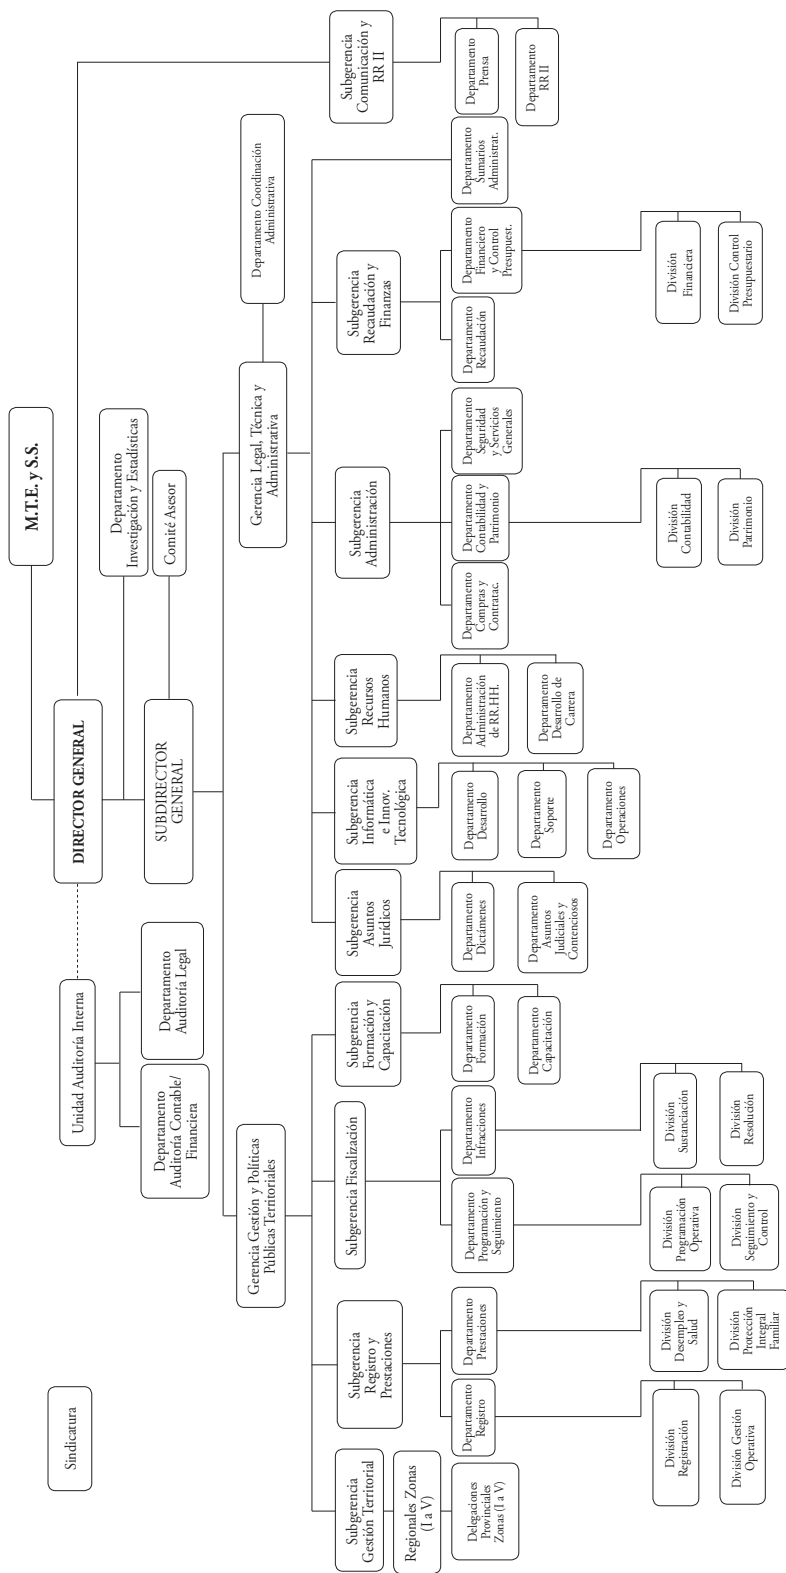 M.T.E. y S.S.
DIRECTOR GENERAL
Departamento
Investigación y Estadísticas
SUBDIRECTOR
GENERAL
Comité Asesor
Sindicatura
Unidad Auditoría Interna
Departamento
Auditoría Contable/
Financiera
Departamento
Auditoría Legal
Gerencia Gestión y Políticas
Públicas Territoriales
Gerencia Legal, Técnica y
Administrativa
Departamento Coordinación
Administrativa
Subgerencia
Gestión Territorial
Regionales Zonas
(I a V)
Delegaciones
Provinciales
Zonas (I a V)
Subgerencia
Registro y
Prestaciones
Departamento
Registro
División
Registración
División Gestión
Operativa
Departamento
Prestaciones
División
Desempleo y
Salud
División
Protección
Integral
Familiar
Subgerencia Fiscalización
Departamento
Programación y
Seguimiento
División
Programación
Operativa
División
Seguimiento y
Control
Departamento
Infracciones
División
Sustanciación
División
Resolución
Subgerencia
Formación y
Capacitación
Departamento
Formación
Departamento
Capacitación
Subgerencia
Asuntos
Jurídicos
Departamento
Dictámenes
Departamento
Asuntos
Judiciales y
Contenciosos
Subgerencia
Informática
e Innov.
Tecnológica
Departamento
Desarrollo
Departamento
Soporte
Departamento
Operaciones
Subgerencia
Recursos
Humanos
Departamento
Administración
de RR.HH.
Departamento
Desarrollo de
Carrera
Subgerencia
Administración
Departamento
Compras y
Contratac.
Departamento
Contabilidad y
Patrimonio
División
Contabilidad
División
Patrimonio
Departamento
Seguridad
y Servicios
Generales
Subgerencia
Recaudación y
Finanzas
Departamento
Recaudación
Departamento
Financiero
y Control
Presupuest.
División
Financiera
División Control
Presupuestario
Departamento
Sumarios
Administrat.
Subgerencia
Comunicación y
RR II
Departamento
Prensa
Departamento
RR II